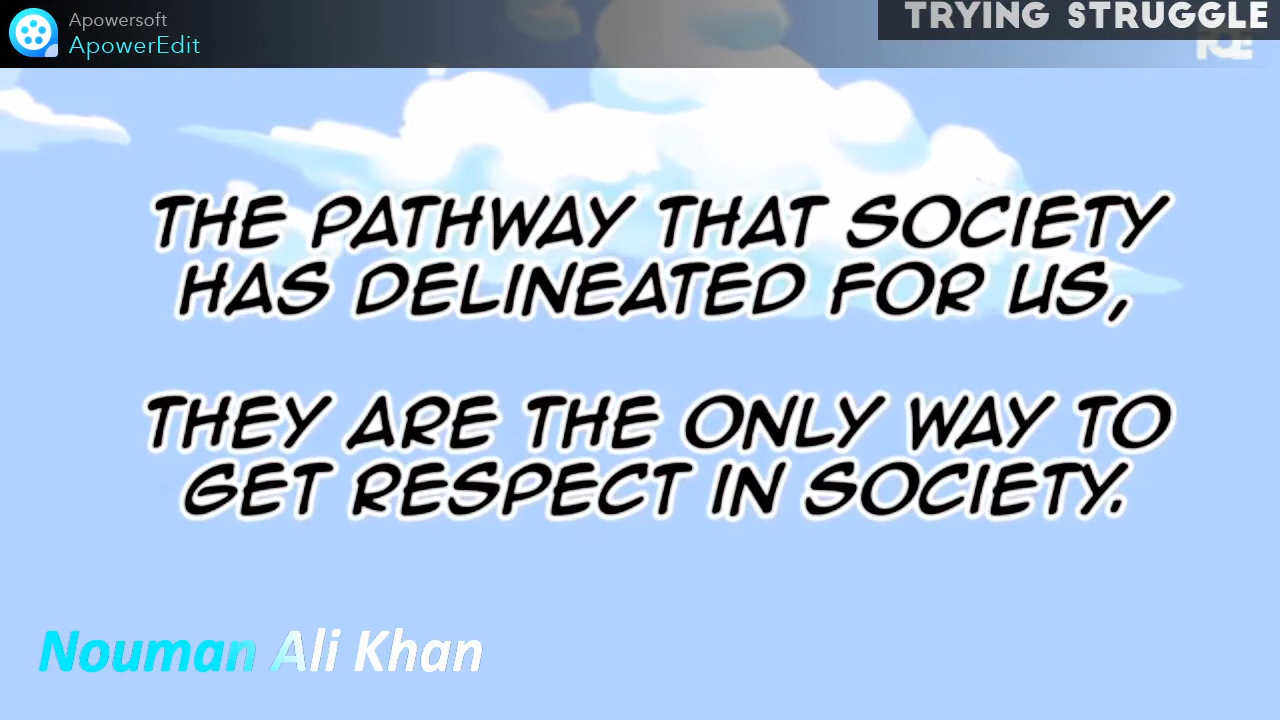 Apowersoft
ApowerEdit
TRYING STRUGGLE
THE PATHWAY THAT SOCIETY
HAS DELINEATED FOR US,
THEY ARE THE ONLY WAY TO
GET RESPECT IN SOCIETY.
Nouman Ali Khan